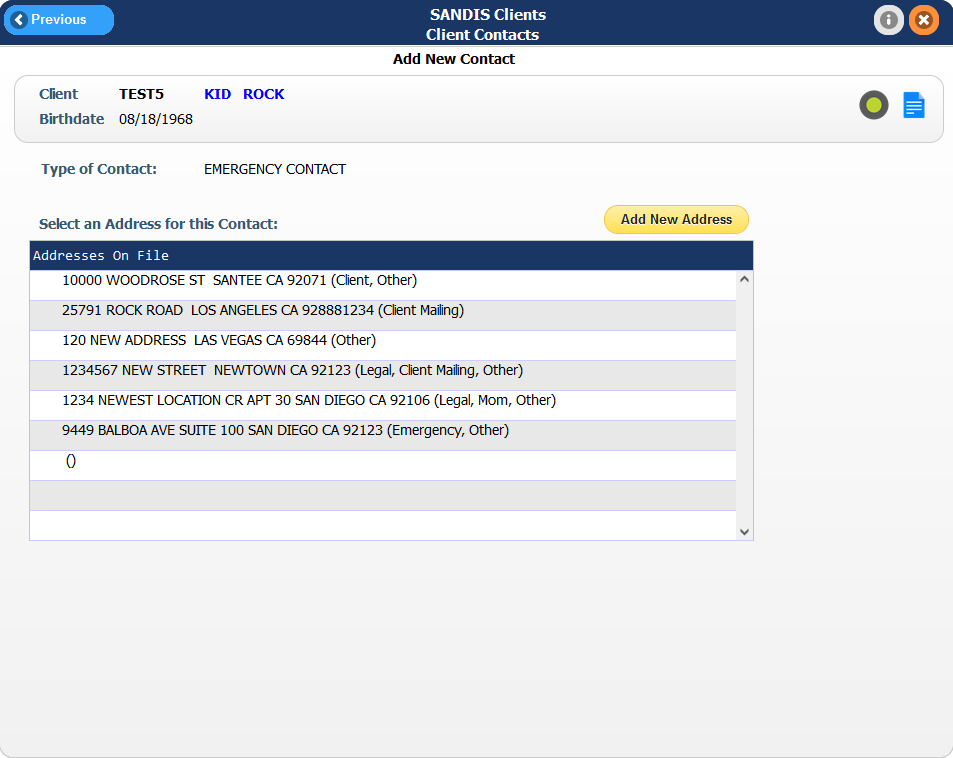 Previous
SANDIS Clients
Client Contacts
Add New Contact
Client TEST5 KID ROCK
Birthdate 08/18/1968
Type of Contact: EMERGENCY CONTACT
Select an Address for this Contact:
Add New Address
Addresses On File
10000 WOODROSE ST  SANTEE CA 92071 (Client, Other)
25791 ROCK ROAD  LOS ANGELES CA 928881234 (Client Mailing)
120 NEW ADDRESS  LAS VEGAS CA 69844 (Other)
1234567 NEW STREET  NEWTOWN CA 92123 (Legal, Client Mailing, Other)
1234 NEWEST LOCATION CR APT 30 SAN DIEGO CA 92106 (Legal, Mom, Other)
9449 BALBOA AVE SUITE 100 SAN DIEGO CA 92123 (Emergency, Other)
()